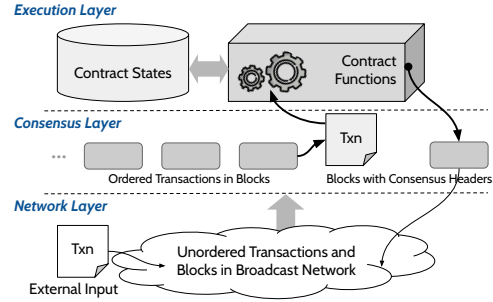 Execution Layer
Contract States
Contract
Functions
Consensus Layer
...
Txn
Ordered Transactions in Blocks
Blocks with Consensus Headers
Network Layer
Txn
Unordered Transactions and
Blocks in Broadcast Network
External Input